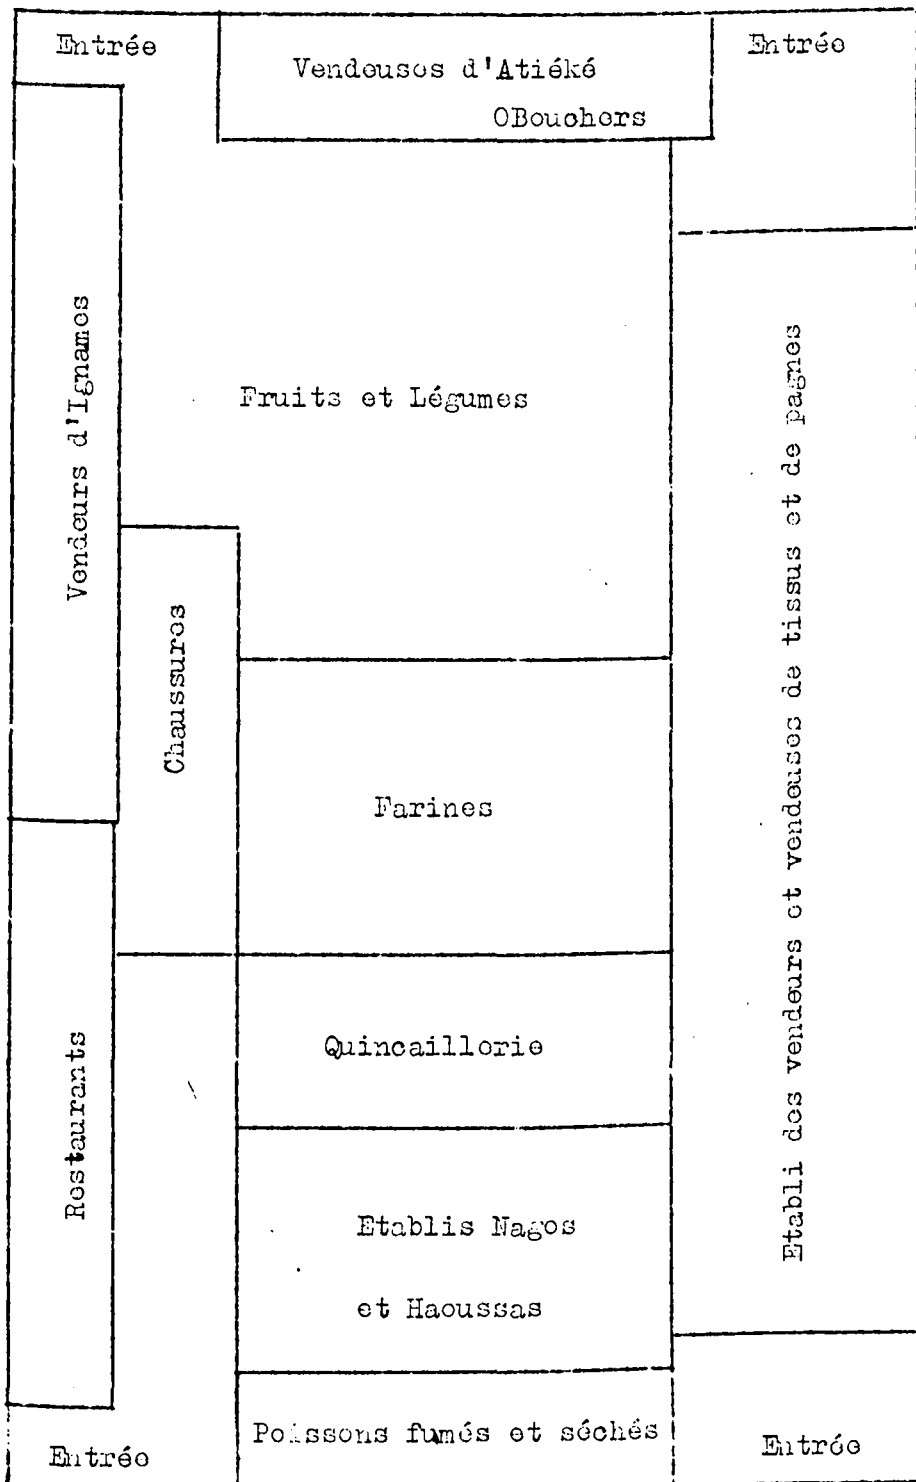 Entrée
Vendeuses d'Atiéké
OBouchers
Entrée
Vendeurs d'Ignames
Fruits et Légumes
Etabli des vendeurs et vendeuses de tissus et de pagnes
Chaussures
Farines
Restaurants
Quincaillerie
Etablis Nagos
et Haoussas
Poissons fumés et séchés
Entrée
Entrée